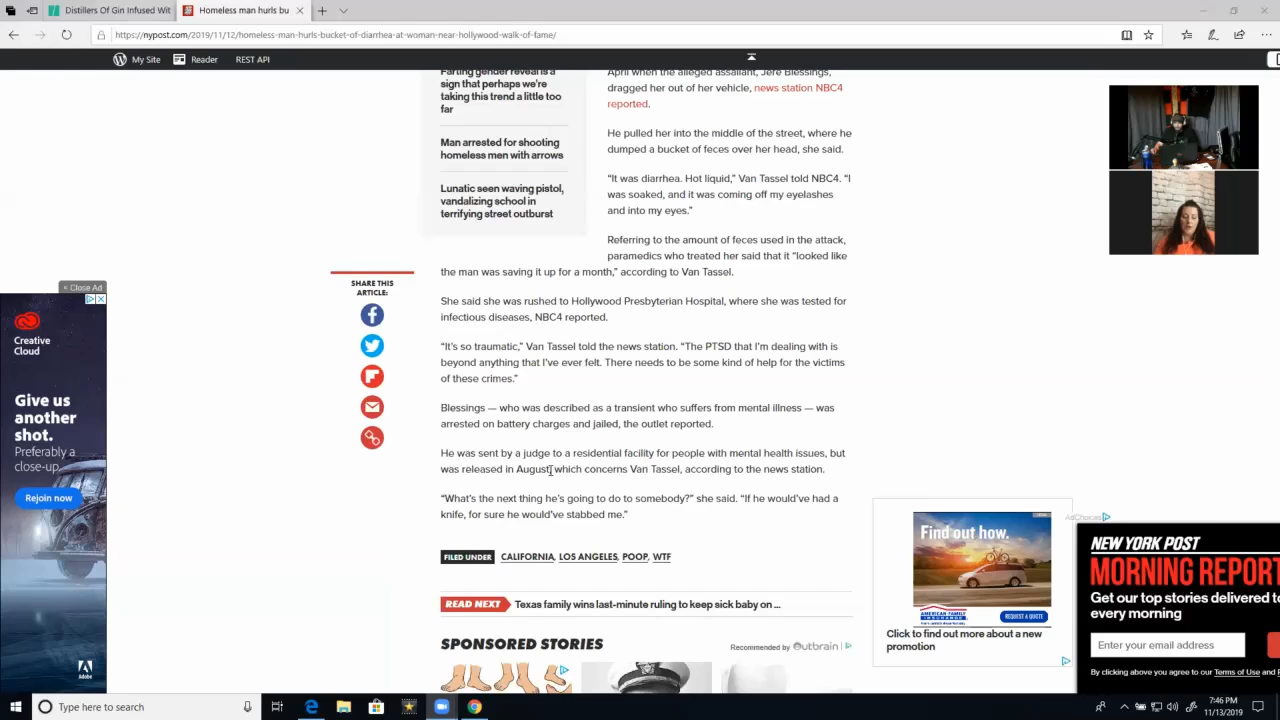 Distillers Of Gin Infused Wit
Homeless man hurls bu
https://nypost.com/2019/11/12/homeless-man-hurls-bucket-of-diarrhea-at-woman-near-hollywood-walk-of-fame/
My Site
Reader
REST API
Farting gender reveal is a
sign that perhaps we're
taking this trend a little too
far
Man arrested for shooting
homeless men with arrows
Lunatic seen waving pistol,
vandalizing school in
terrifying street outburst
April when the alleged assailant, Jere Blessings,
dragged her out of her vehicle, news station NBC4
reported.
He pulled her into the middle of the street, where he
dumped a bucket of feces over her head, she said.
“It was diarrhea. Hot liquid,” Van Tassel told NBC4. “I
was soaked, and it was coming off my eyelashes
and into my eyes.”
Referring to the amount of feces used in the attack,
paramedics who treated her said that it “looked like
the man was saving it up for a month,” according to Van Tassel.
She said she was rushed to Hollywood Presbyterian Hospital, where she was tested for
infectious diseases, NBC4 reported.
“It's so traumatic,” Van Tassel told the news station. “The PTSD that I'm dealing with is
beyond anything that I've ever felt. There needs to be some kind of help for the victims
of these crimes.”
Blessings — who was described as a transient who suffers from mental illness — was
arrested on battery charges and jailed, the outlet reported.
He was sent by a judge to a residential facility for people with mental health issues, but
was released in August, which concerns Van Tassel, according to the news station.
“What's the next thing he's going to do to somebody?” she said. “If he would've had a
knife, for sure he would've stabbed me.”
FILED UNDER CALIFORNIA, LOS ANGELES, POOP, WTF
READ NEXT Texas family wins last-minute ruling to keep sick baby on ...
SPONSORED STORIES
Recommended by Outbrain
SHARE THIS
ARTICLE:
« Close Ad
Creative
Cloud
Give us
another
shot.
Preferably a
close-up.
Rejoin now
Adobe
AdChoices
Find out how.
AMERICAN FAMILY
INSURANCE
REQUEST A QUOTE
Click to find out more about a new
promotion
NEW YORK POST
MORNING REPORT
Get our top stories delivered to
every morning
Enter your email address
By clicking above you agree to our Terms of Use and
Type here to search
7:46 PM
11/13/2019